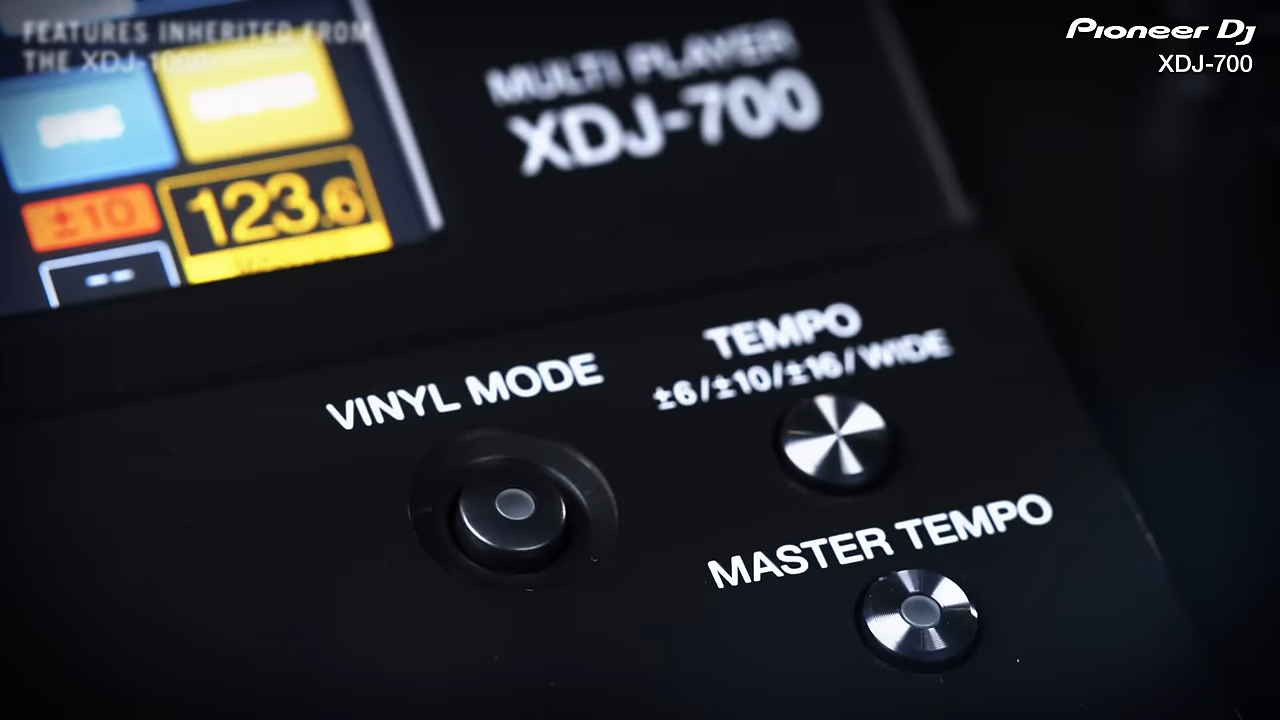 FEATURES INHERITED FROM
THE XDJ-1000
Pioneer Dj
XDJ-700
MULTI PLAYER
XDJ-700
±10
123.6
--
TEMPO
±6/±10/±16/WIDE
VINYL MODE
MASTER TEMPO